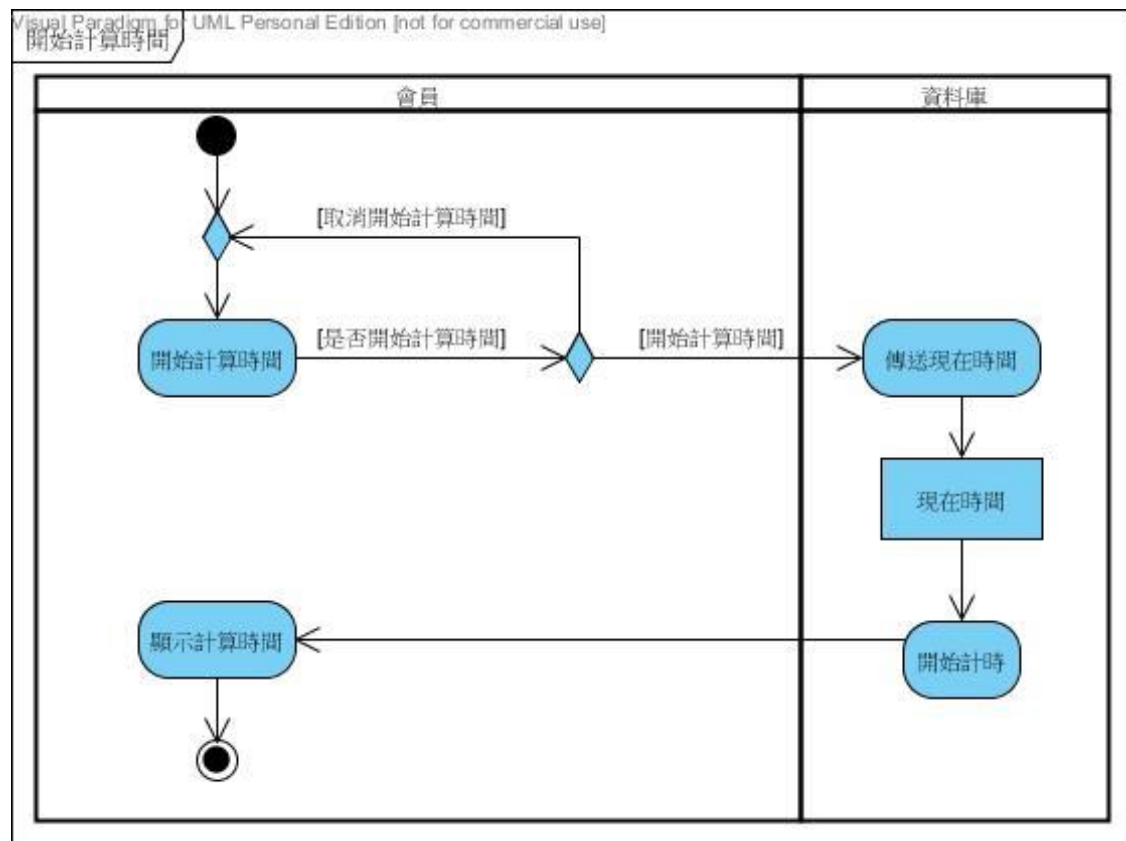 Visual Paradigm for UML Personal Edition [not for commercial use]
開始計算時間
會員
資料庫
[取消開始計算時間]
開始計算時間
[是否開始計算時間]
[開始計算時間]
傳送現在時間
現在時間
顯示計算時間
開始計時